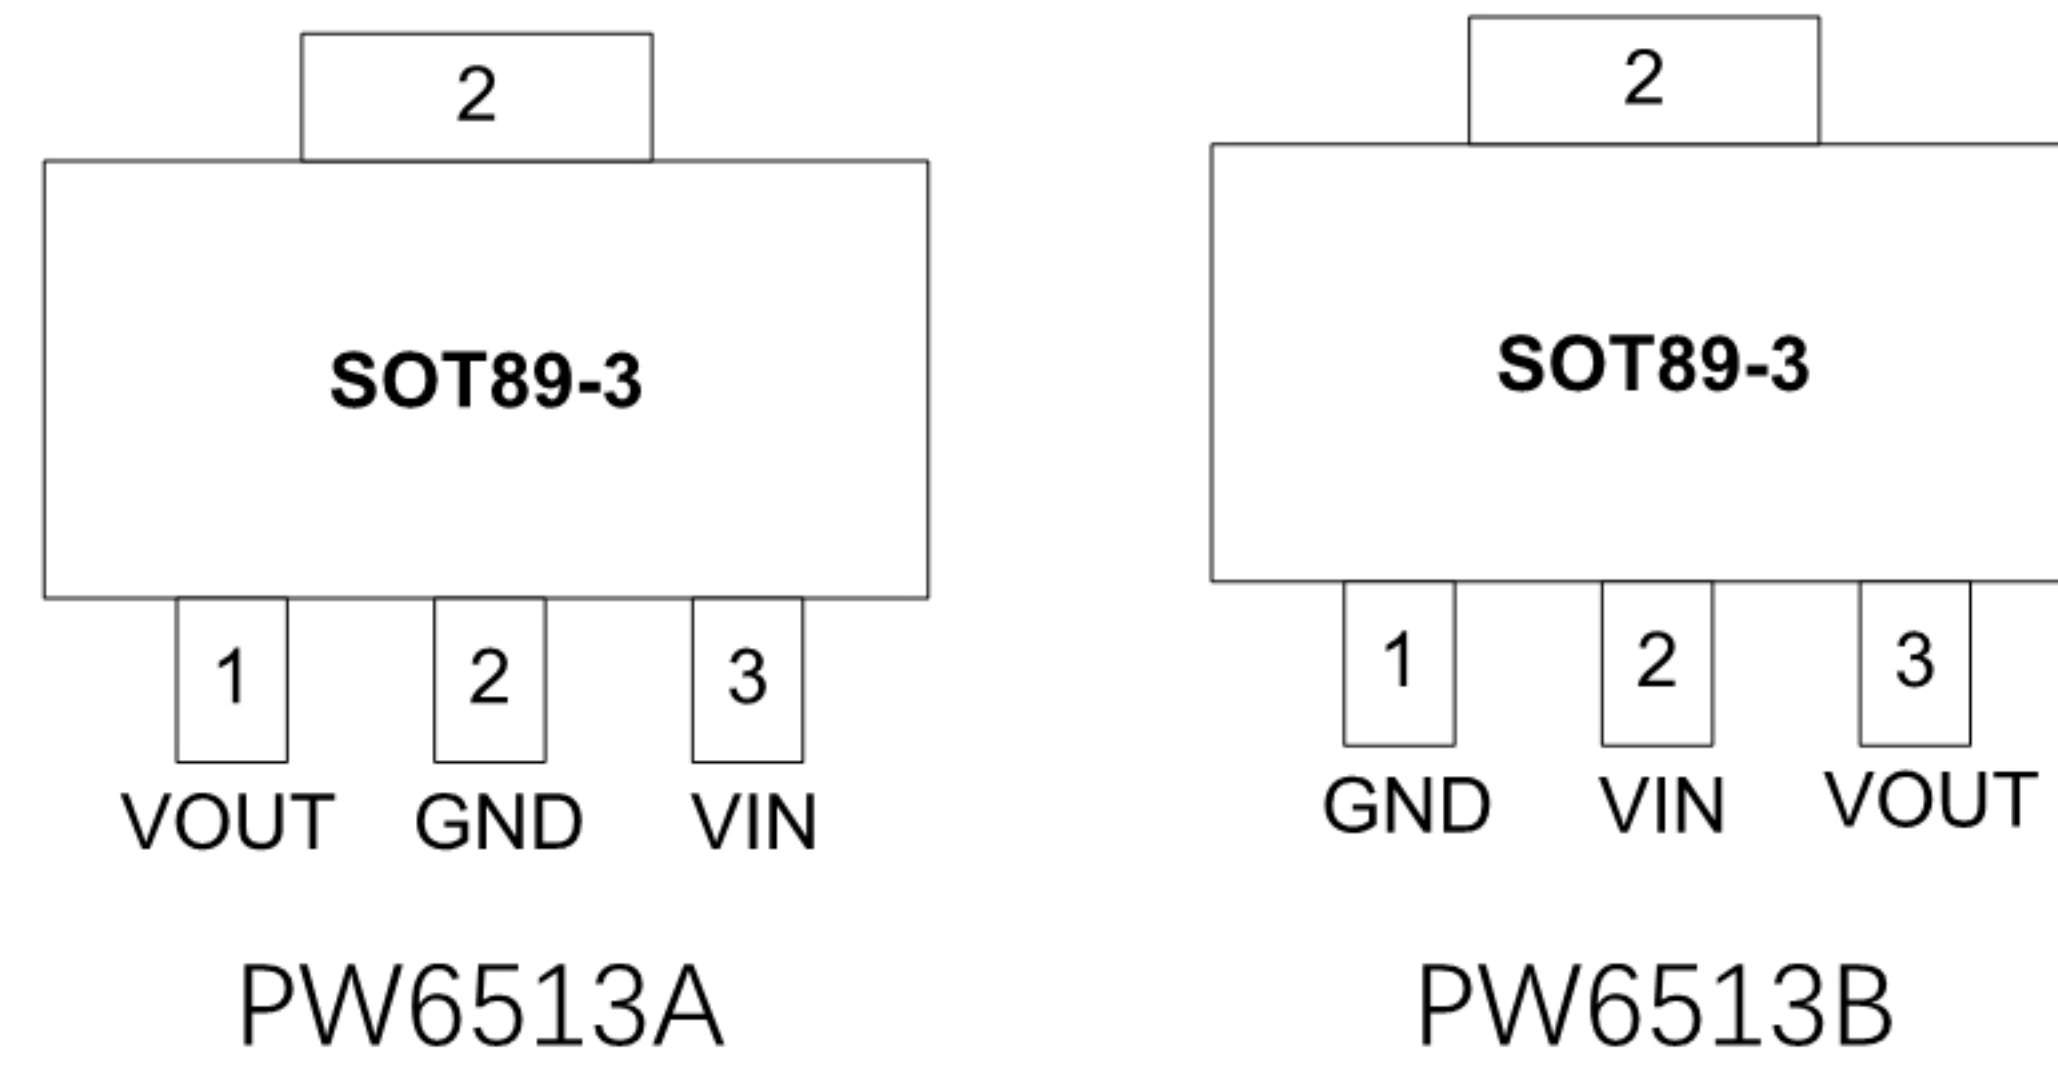 2
SOT89-3
1 2 3
VOUT GND VIN
PW6513A
2
SOT89-3
1 2 3
GND VIN VOUT
PW6513B